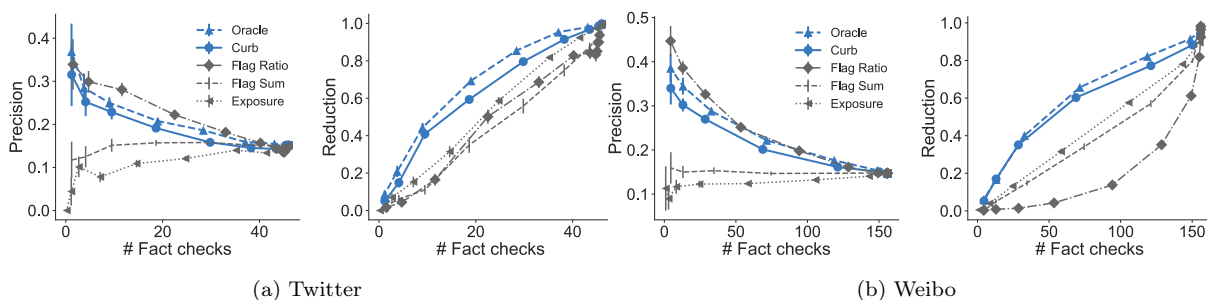 Precision
0.4
0.3
0.2
0.1
0.0
Oracle
Curb
Flag Ratio
Flag Sum
Exposure
0
20
40
# Fact checks
Reduction
1.0
0.8
0.6
0.4
0.2
0.0
0
20
40
# Fact checks
Precision
0.5
0.4
0.3
0.2
0.1
Oracle
Curb
Flag Ratio
Flag Sum
Exposure
0
50
100
150
# Fact checks
Reduction
1.0
0.8
0.6
0.4
0.2
0.0
0
50
100
150
# Fact checks
(a) Twitter
(b) Weibo